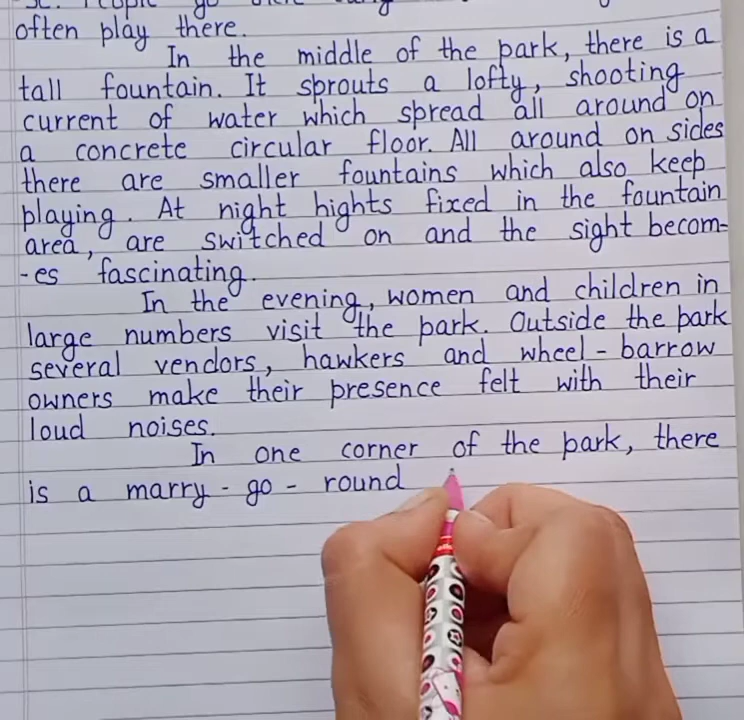 often play there.
In the middle of the park, there is a
tall fountain. It sprouts a lofty, shooting
current of water which spread all around on
a concrete circular floor. All around on sides
there are smaller fountains which also keep
playing. At night hights fixed in the fountain
area, are switched on and the sight becom-
-es fascinating.
In the evening, women and children in
large numbers visit the park. Outside the park
several vendors, hawkers and wheel-barrow
owners make their presence felt with their
loud noises.
In one corner of the park, there
is a marry-go-round